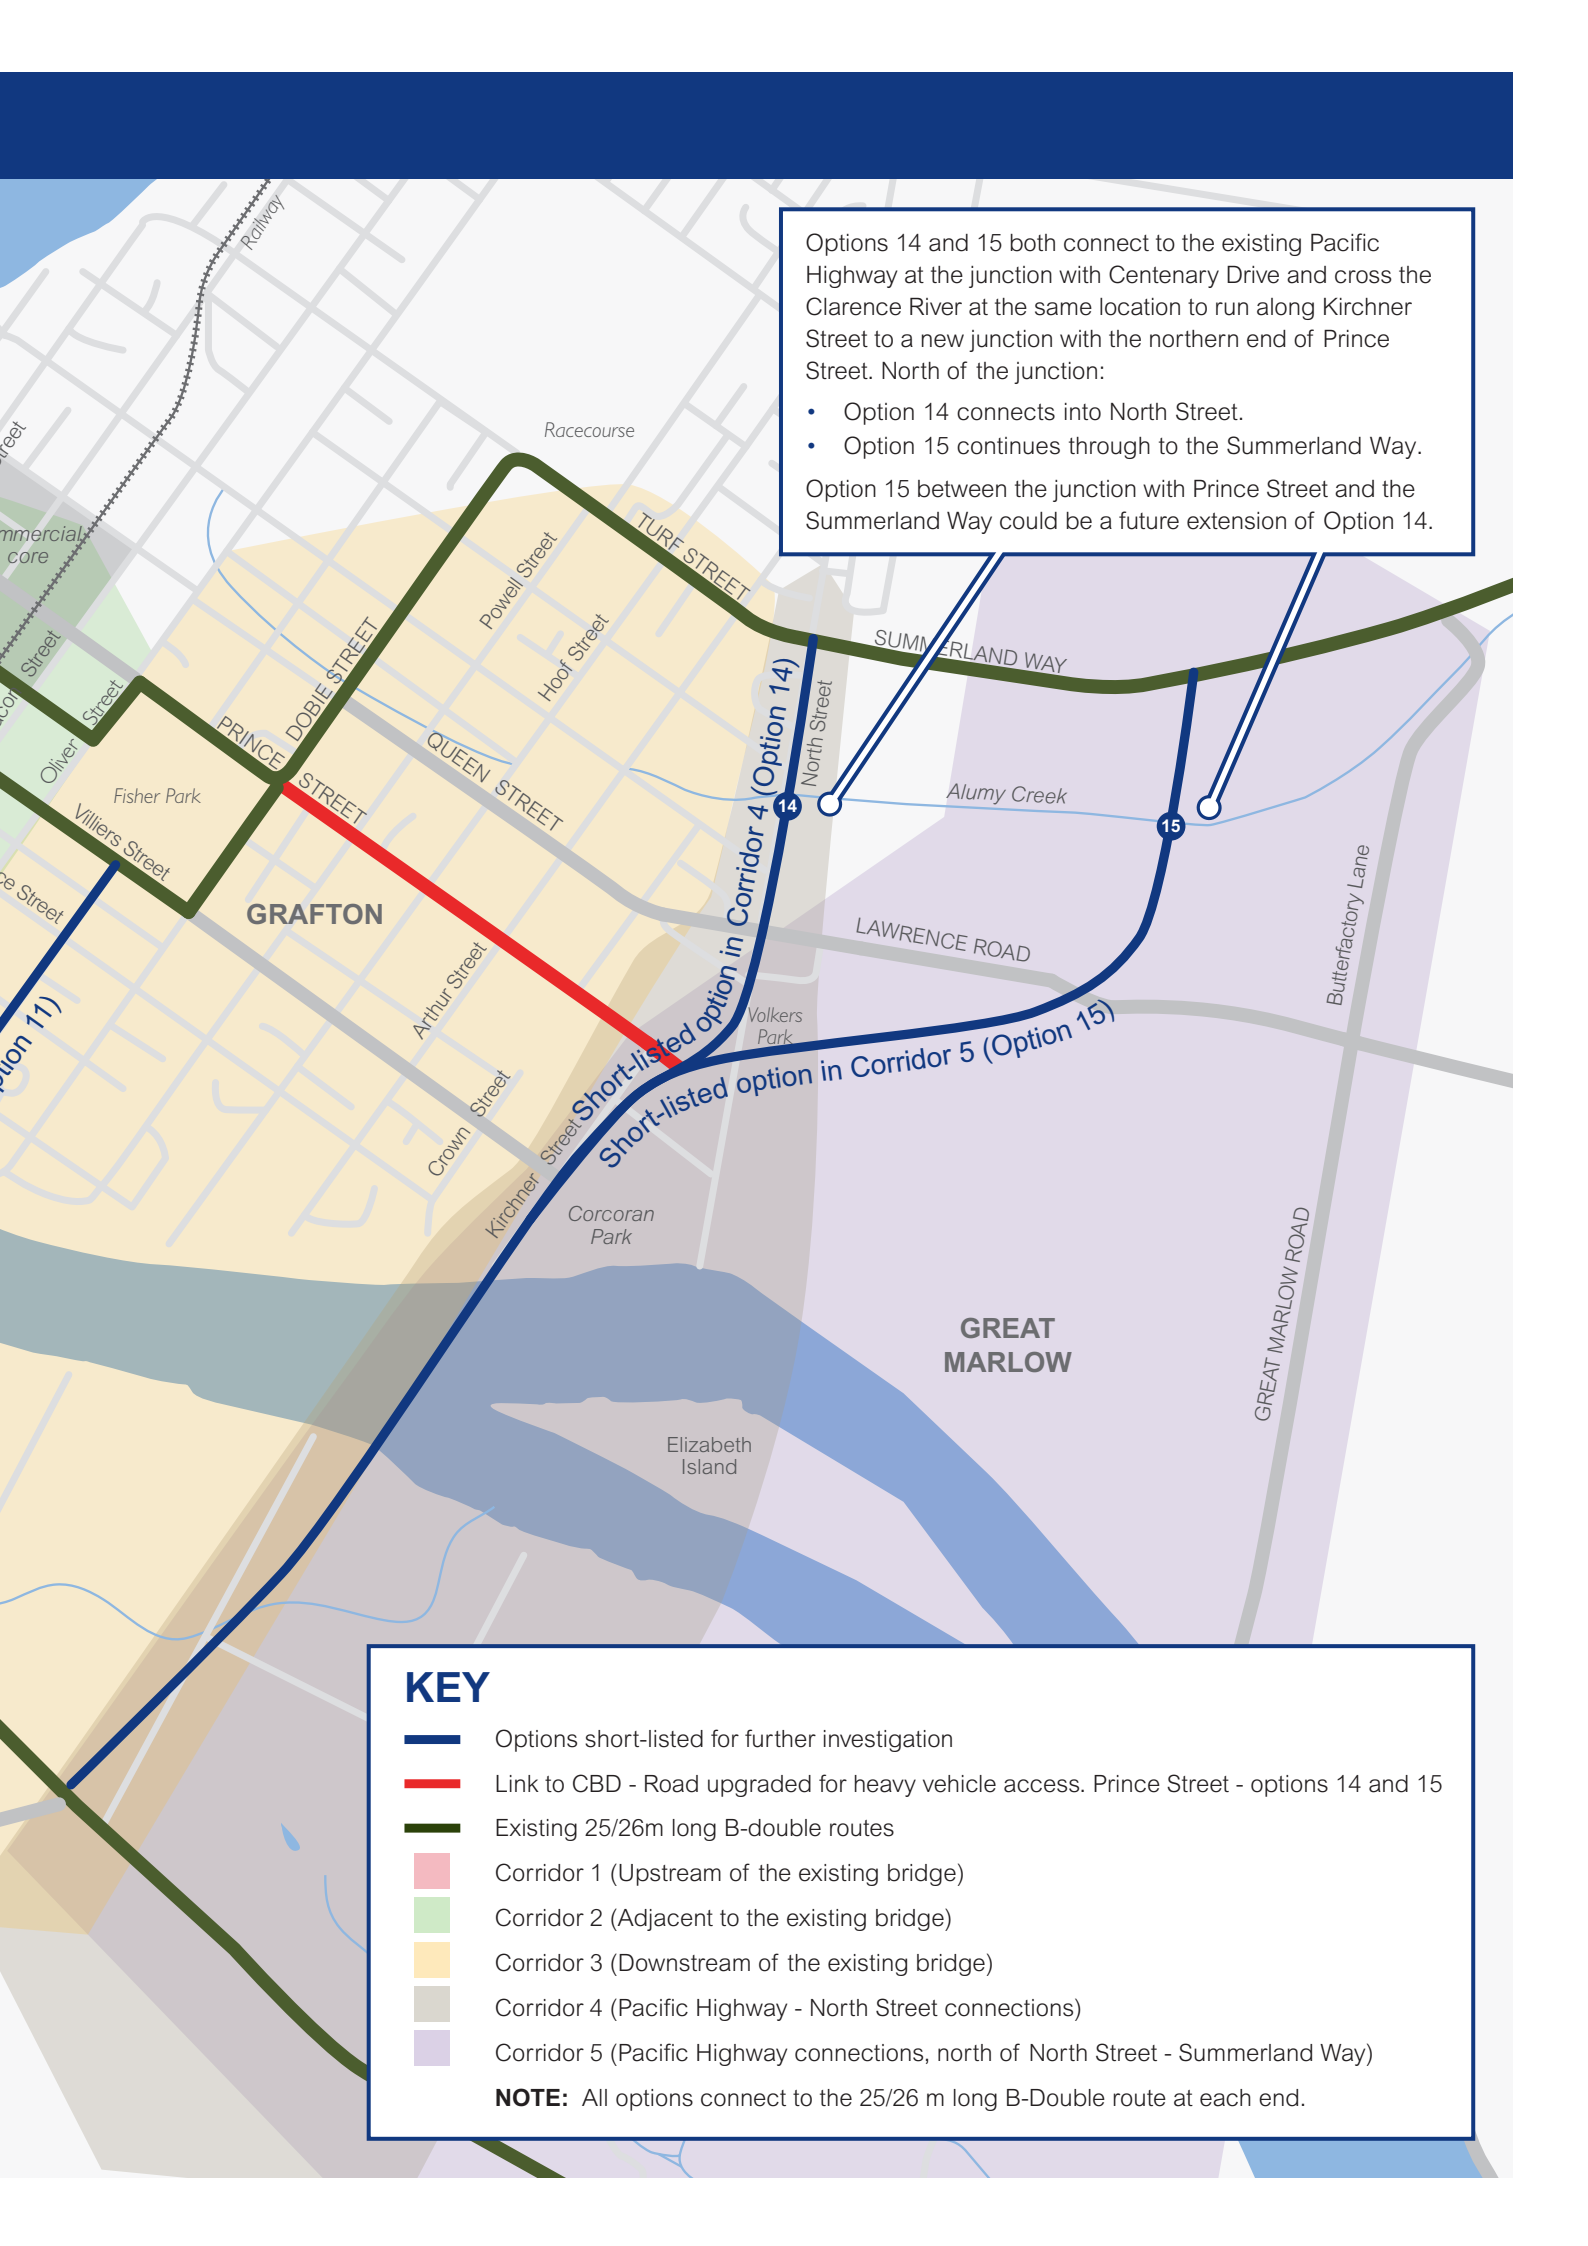 Options 14 and 15 both connect to the existing Pacific
Highway at the junction with Centenary Drive and cross the
Clarence River at the same location to run along Kirchner
Street to a new junction with the northern end of Prince
Street. North of the junction:
• Option 14 connects into North Street.
• Option 15 continues through to the Summerland Way.
Option 15 between the junction with Prince Street and the
Summerland Way could be a future extension of Option 14.
Railway
Racecourse
core
TURF STREET
Powell Street
Hoof Street
DOBIE STREET
SUMMERLAND WAY
North Street
Street
Oliver Street
PRINCE STREET
QUEEN STREET
Fisher Park
Villiers Street
Street
GRAFTON
Alumy Creek
14
15
Short-listed option in Corridor 4 (Option 14)
LAWRENCE ROAD
Butterfactory Lane
Arthur Street
11)
Volkers
Park
Short-listed option in Corridor 5 (Option 15)
Crown Street
Kirchner Street
Corcoran
Park
GREAT MARLOW ROAD
GREAT
MARLOW
Elizabeth
Island
KEY
Options short-listed for further investigation
Link to CBD - Road upgraded for heavy vehicle access. Prince Street - options 14 and 15
Existing 25/26m long B-double routes
Corridor 1 (Upstream of the existing bridge)
Corridor 2 (Adjacent to the existing bridge)
Corridor 3 (Downstream of the existing bridge)
Corridor 4 (Pacific Highway - North Street connections)
Corridor 5 (Pacific Highway connections, north of North Street - Summerland Way)
NOTE: All options connect to the 25/26 m long B-Double route at each end.